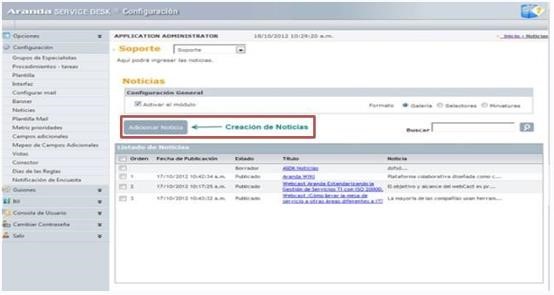 Aranda SERVICE DESK Configuración
Opciones
Configuración
Grupos de Especialistas
Procedimientos - tareas
Plantilla
Interfaz
Configurar mail
Banner
Noticias
Plantilla Mail
Matriz prioridades
Campos adicionales
Mapeo de Campos Adicionales
Vistas
Conector
Dias de las Reglas
Notificación de Encuesta
Guiones
BI
Consola de Usuario
Cambiar Contraseña
Salir
APPLICATION ADMINISTRATOR 18/10/2012 10:29:20 a.m. Inicio : Noticias
Soporte Soporte
Aquí podrá ingresar las noticias.
Noticias
Configuración General
Activar el módulo Formato Galeria Selectores Miniatures
Adicionar Noticia Creación de Noticias Buscar
Listado de Noticias
Orden Fecha de Publicación Estado Título Noticia
Borrador ASDK Noticias
1 17/10/2012 10:42:34 a.m. Publicado Aranda WIKI Plataforma colaborativa diseñada como c...
2 17/10/2012 10:17:25 a.m. Publicado Webcast Aranda Estandarizando la Gestión de Servicios TI con ISO 20000. El objetivo y alcance del webCast es pr...
3 17/10/2012 10:43:32 a.m. Publicado Webcast ¿Cómo llevar la mesa de servicio a otras áreas diferentes a IT? La mayoría de las compañías usan herram...